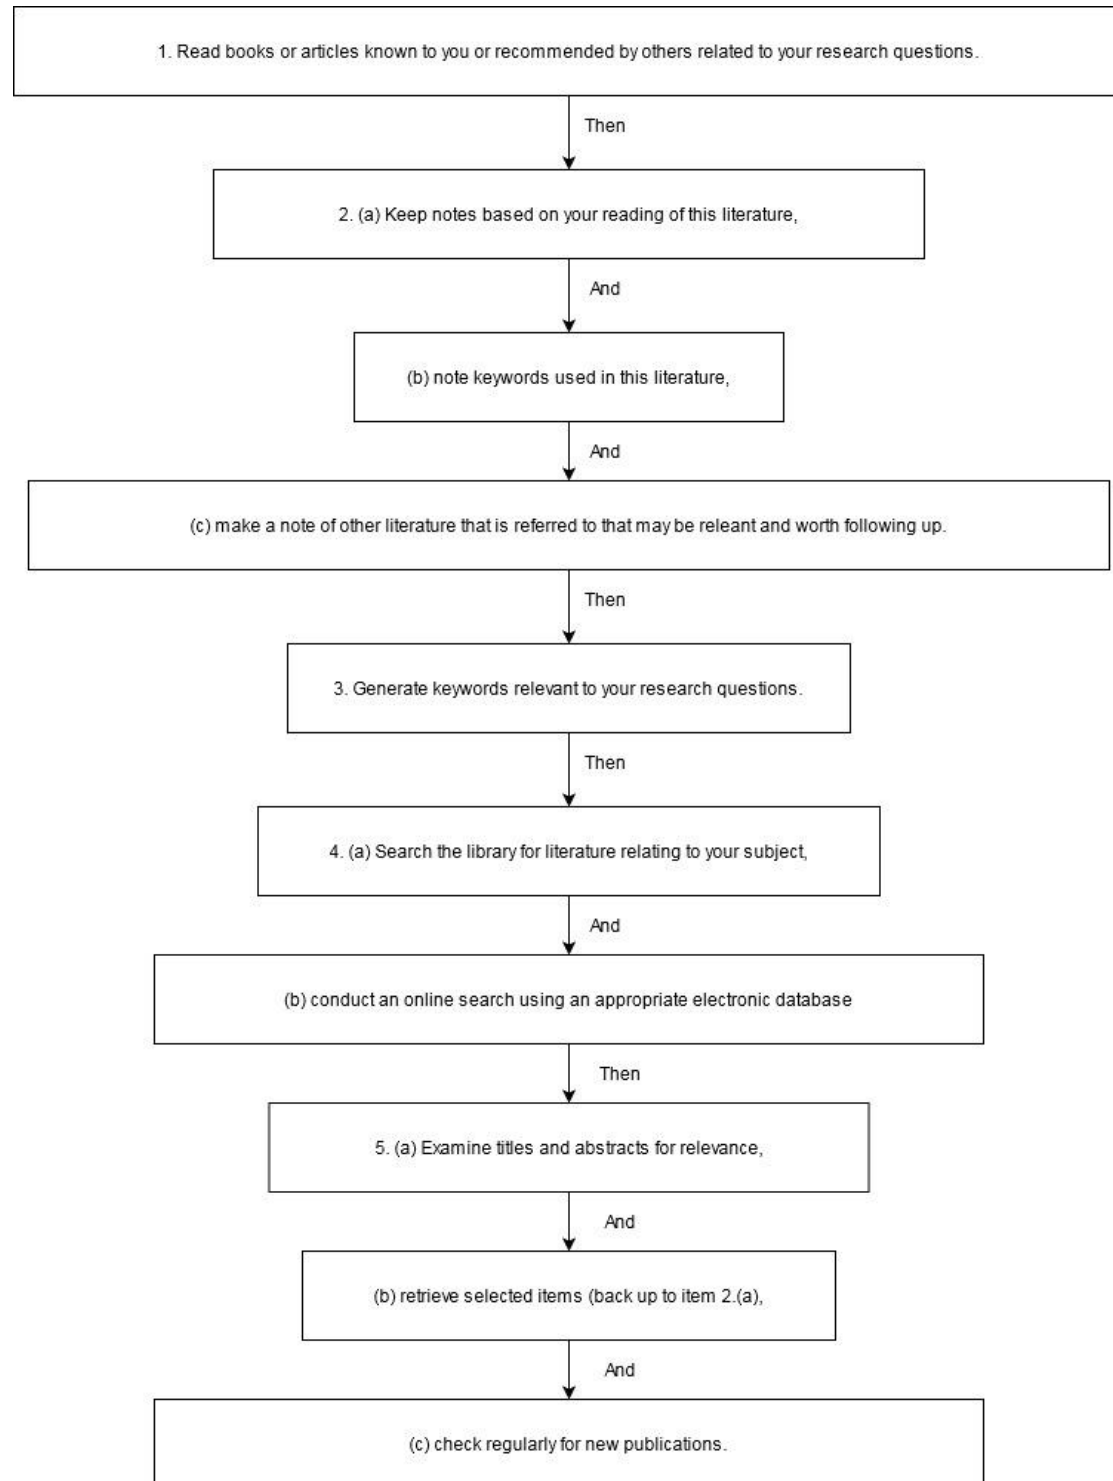 1. Read books or articles known to you or recommended by others related to your research questions.
Then
2. (a) Keep notes based on your reading of this literature,
And
(b) note keywords used in this literature,
And
(c) make a note of other literature that is referred to that may be releant and worth following up.
Then
3. Generate keywords relevant to your research questions.
Then
4. (a) Search the library for literature relating to your subject,
And
(b) conduct an online search using an appropriate electronic database
Then
5. (a) Examine titles and abstracts for relevance,
And
(b) retrieve selected items (back up to item 2.(a),
And
(c) check regularly for new publications.